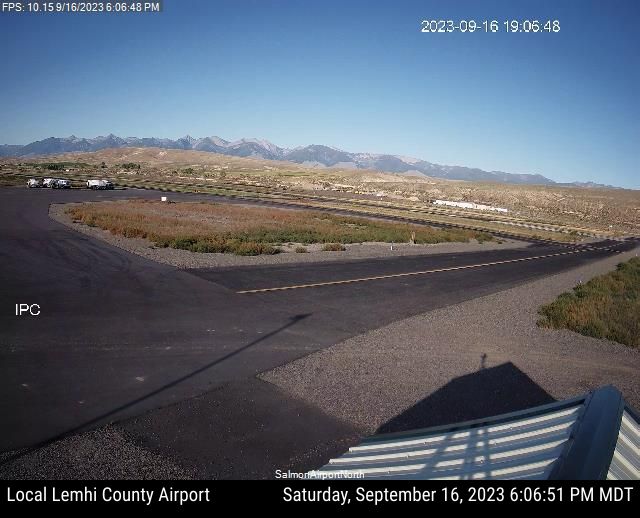 FPS: 10.15 9/16/2023 6:06:48 PM
2023-09-16 19:06:48
IPC
SalmonAirportNorth
Local Lemhi County Airport Saturday, September 16, 2023 6:06:51 PM MDT